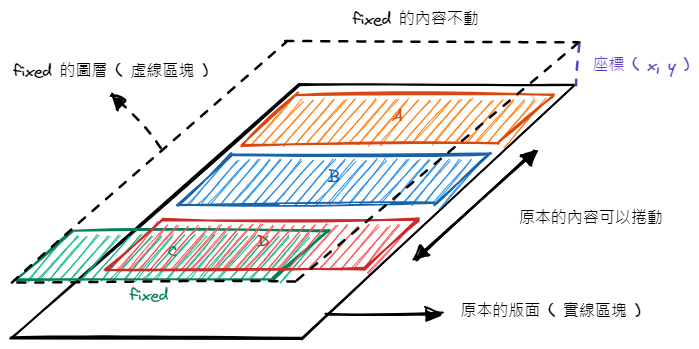 fixed 的內容不動
fixed 的圖層 ( 虛線區塊 )
座標 ( x, y )
A
B
原本的內容可以捲動
C
D
fixed
原本的版面 ( 實線區塊 )